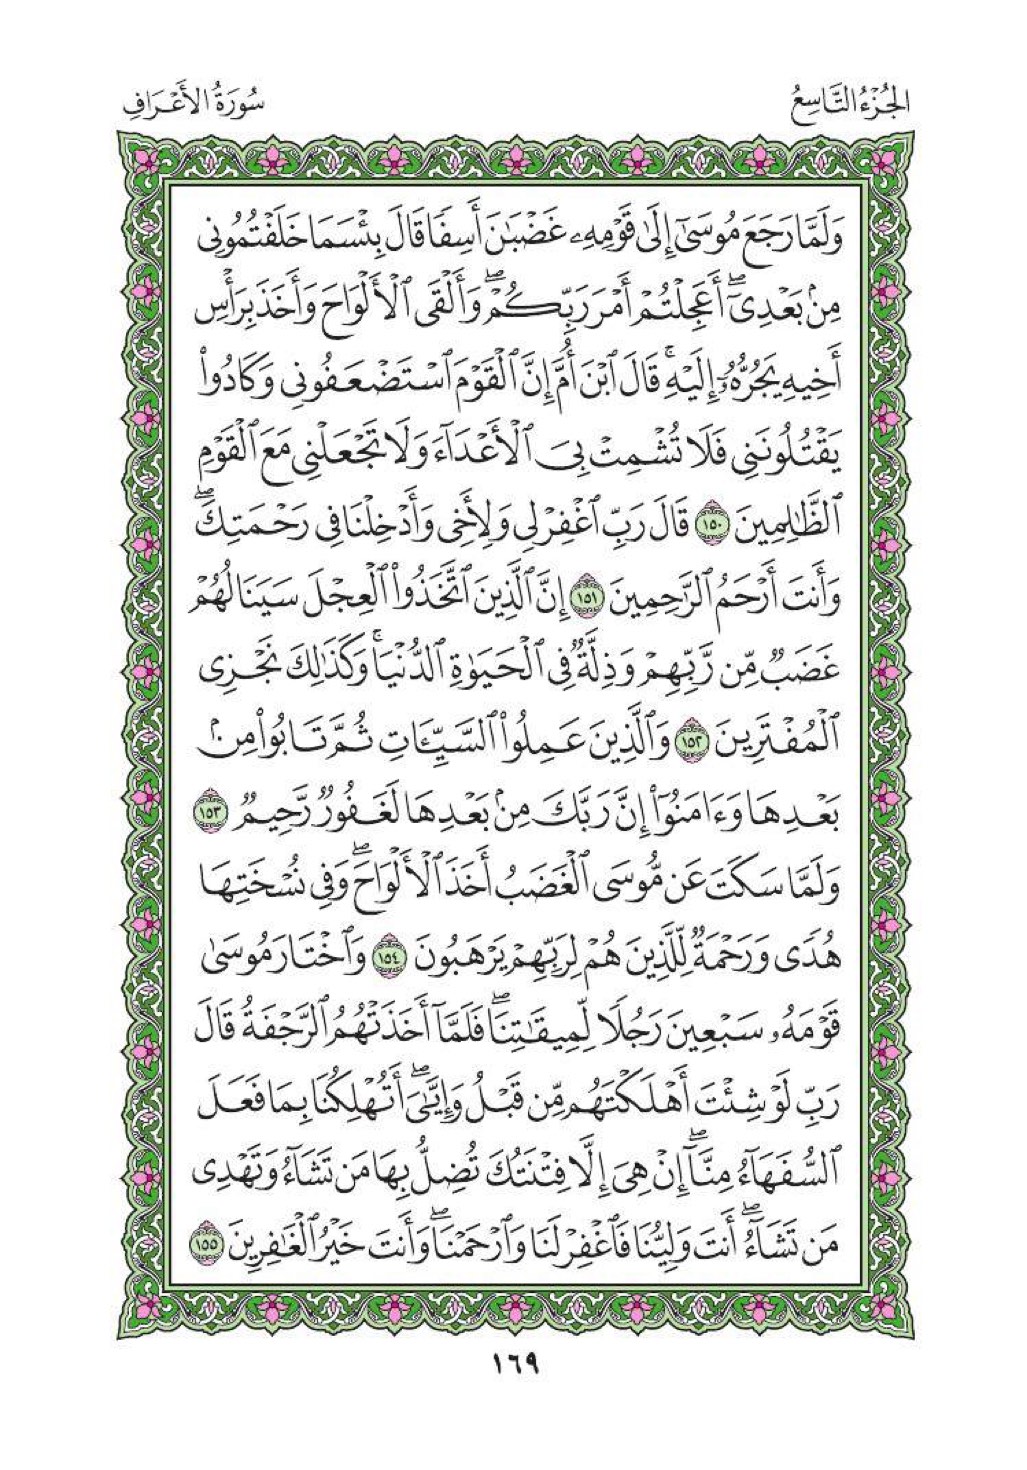 الجُزْءُ التَّاسِعُ
سُورَةُ الأَعْرَافِ
وَلَمَّا رَجَعَ مُوسَىٰٓ إِلَىٰ قَوْمِهِۦ غَضْبَٰنَ أَسِفًا قَالَ بِئْسَمَا خَلَفْتُمُونِى
مِنۢ بَعْدِىٓ ۖ أَعَجِلْتُمْ أَمْرَ رَبِّكُمْ ۖ وَأَلْقَى ٱلْأَلْوَاحَ وَأَخَذَ بِرَأْسِ
أَخِيهِ يَجُرُّهُۥٓ إِلَيْهِ ۚ قَالَ ٱبْنَ أُمَّ إِنَّ ٱلْقَوْمَ ٱسْتَضْعَفُونِى وَكَادُوا۟
يَقْتُلُونَنِى فَلَا تُشْمِتْ بِىَ ٱلْأَعْدَآءَ وَلَا تَجْعَلْنِى مَعَ ٱلْقَوْمِ
ٱلظَّٰلِمِينَ ١٥٠ قَالَ رَبِّ ٱغْفِرْ لِى وَلِأَخِى وَأَدْخِلْنَا فِى رَحْمَتِكَ ۖ
وَأَنتَ أَرْحَمُ ٱلرَّٰحِمِينَ ١٥١ إِنَّ ٱلَّذِينَ ٱتَّخَذُوا۟ ٱلْعِجْلَ سَيَنَالُهُمْ
غَضَبٌ مِّن رَّبِّهِمْ وَذِلَّةٌ فِى ٱلْحَيَوٰةِ ٱلدُّنْيَا ۚ وَكَذَٰلِكَ نَجْزِى
ٱلْمُفْتَرِينَ ١٥٢ وَٱلَّذِينَ عَمِلُوا۟ ٱلسَّيِّـَٔاتِ ثُمَّ تَابُوا۟ مِنۢ
بَعْدِهَا وَءَامَنُوٓا۟ إِنَّ رَبَّكَ مِنۢ بَعْدِهَا لَغَفُورٌ رَّحِيمٌ ١٥٣
وَلَمَّا سَكَتَ عَن مُّوسَى ٱلْغَضَبُ أَخَذَ ٱلْأَلْوَاحَ ۖ وَفِى نُسْخَتِهَا
هُدًى وَرَحْمَةٌ لِّلَّذِينَ هُمْ لِرَبِّهِمْ يَرْهَبُونَ ١٥٤ وَٱخْتَارَ مُوسَىٰ
قَوْمَهُۥ سَبْعِينَ رَجُلًا لِّمِيقَٰتِنَا ۖ فَلَمَّآ أَخَذَتْهُمُ ٱلرَّجْفَةُ قَالَ
رَبِّ لَوْ شِئْتَ أَهْلَكْتَهُم مِّن قَبْلُ وَإِيَّٰىَ ۖ أَتُهْلِكُنَا بِمَا فَعَلَ
ٱلسُّفَهَآءُ مِنَّآ ۖ إِنْ هِىَ إِلَّا فِتْنَتُكَ تُضِلُّ بِهَا مَن تَشَآءُ وَتَهْدِى
مَن تَشَآءُ ۖ أَنتَ وَلِيُّنَا فَٱغْفِرْ لَنَا وَٱرْحَمْنَا ۖ وَأَنتَ خَيْرُ ٱلْغَٰفِرِينَ ١٥٥
١٦٩